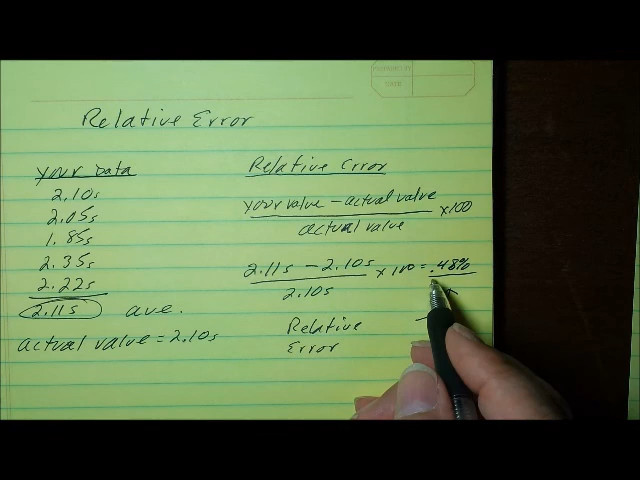 Relative Error
your Data
2.10s
2.05s
1.85s
2.35s
2.22s
2.11s ave.
actual value = 2.10s
Relative Error
your value - actual value
actual value
x100
2.11s - 2.10s
2.10s
x 100 = .48%
Relative
Error